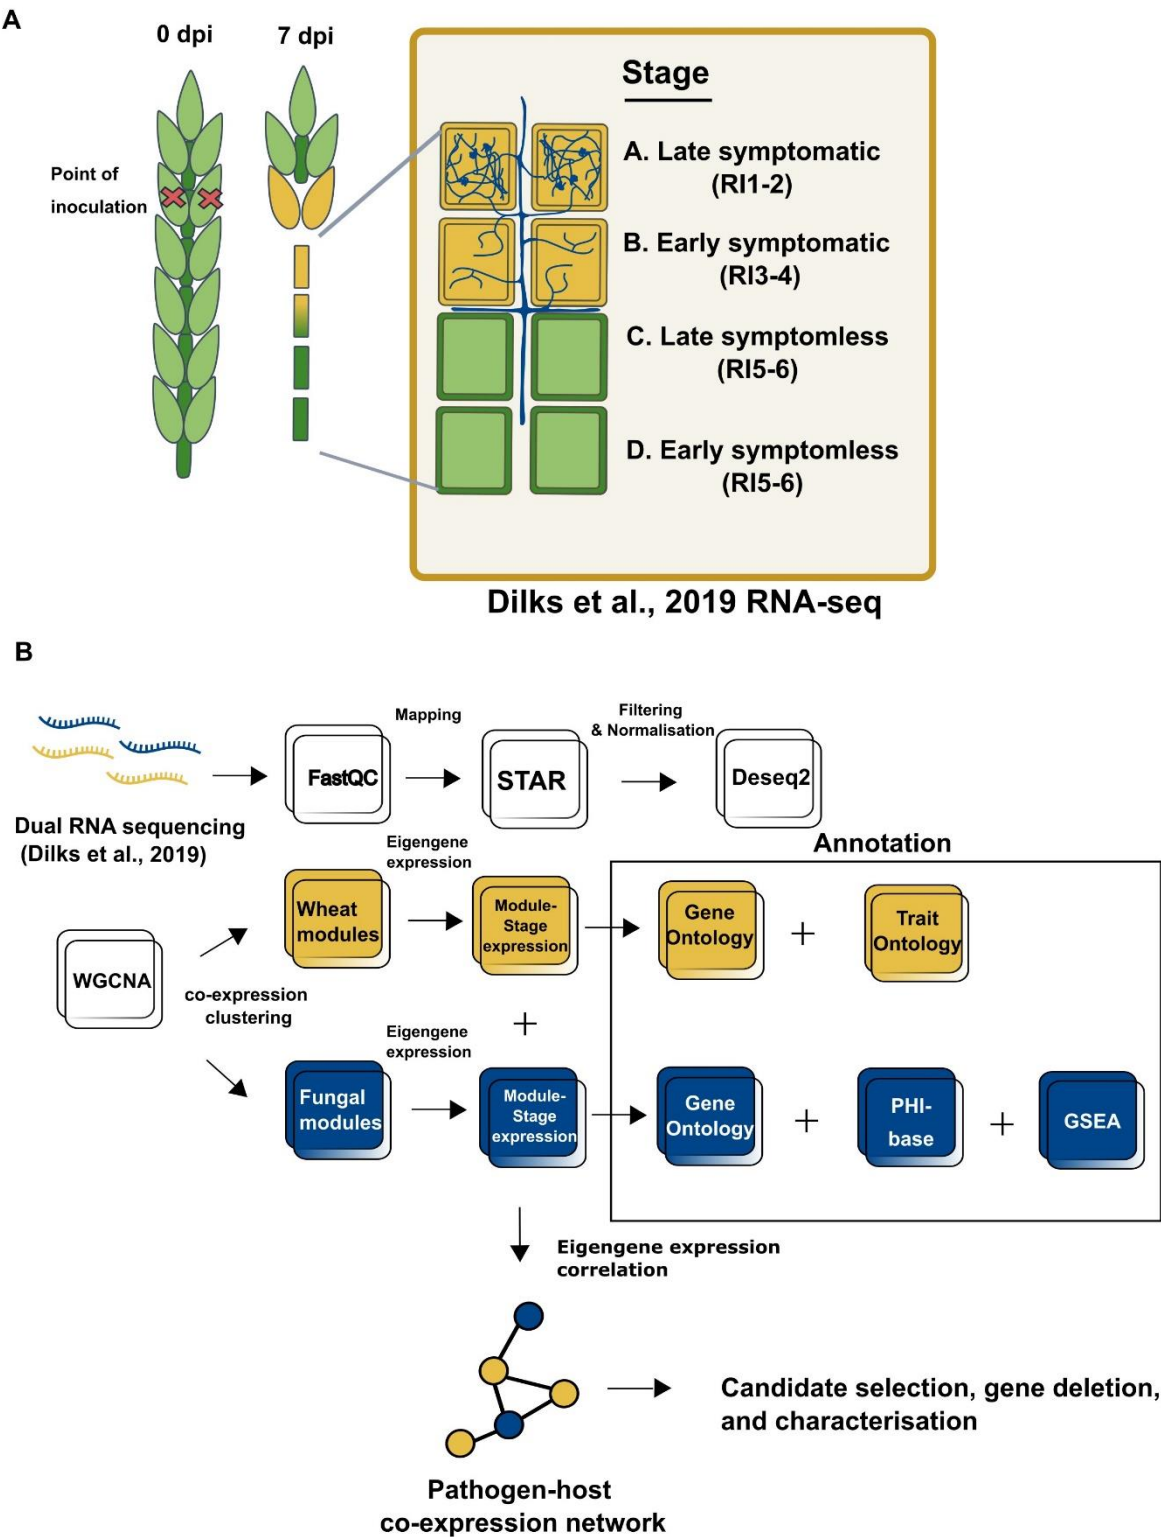 A
0 dpi
7 dpi
Point of
inoculation
Stage
A. Late symptomatic
(RI1-2)
B. Early symptomatic
(RI3-4)
C. Late symptomless
(RI5-6)
D. Early symptomless
(RI5-6)
Dilks et al., 2019 RNA-seq
B
Dual RNA sequencing
(Dilks et al., 2019)
FastQC
Mapping
STAR
Filtering
& Normalisation
Deseq2
Annotation
WGCNA
co-expression
clustering
Wheat
modules
Eigengene
expression
Module-
Stage
expression
+
Gene
Ontology
+
Trait
Ontology
Fungal
modules
Eigengene
expression
Module-
Stage
expression
Gene
Ontology
+
PHI-
base
+
GSEA
Eigengene expression
correlation
Pathogen-host
co-expression network
Candidate selection, gene deletion,
and characterisation